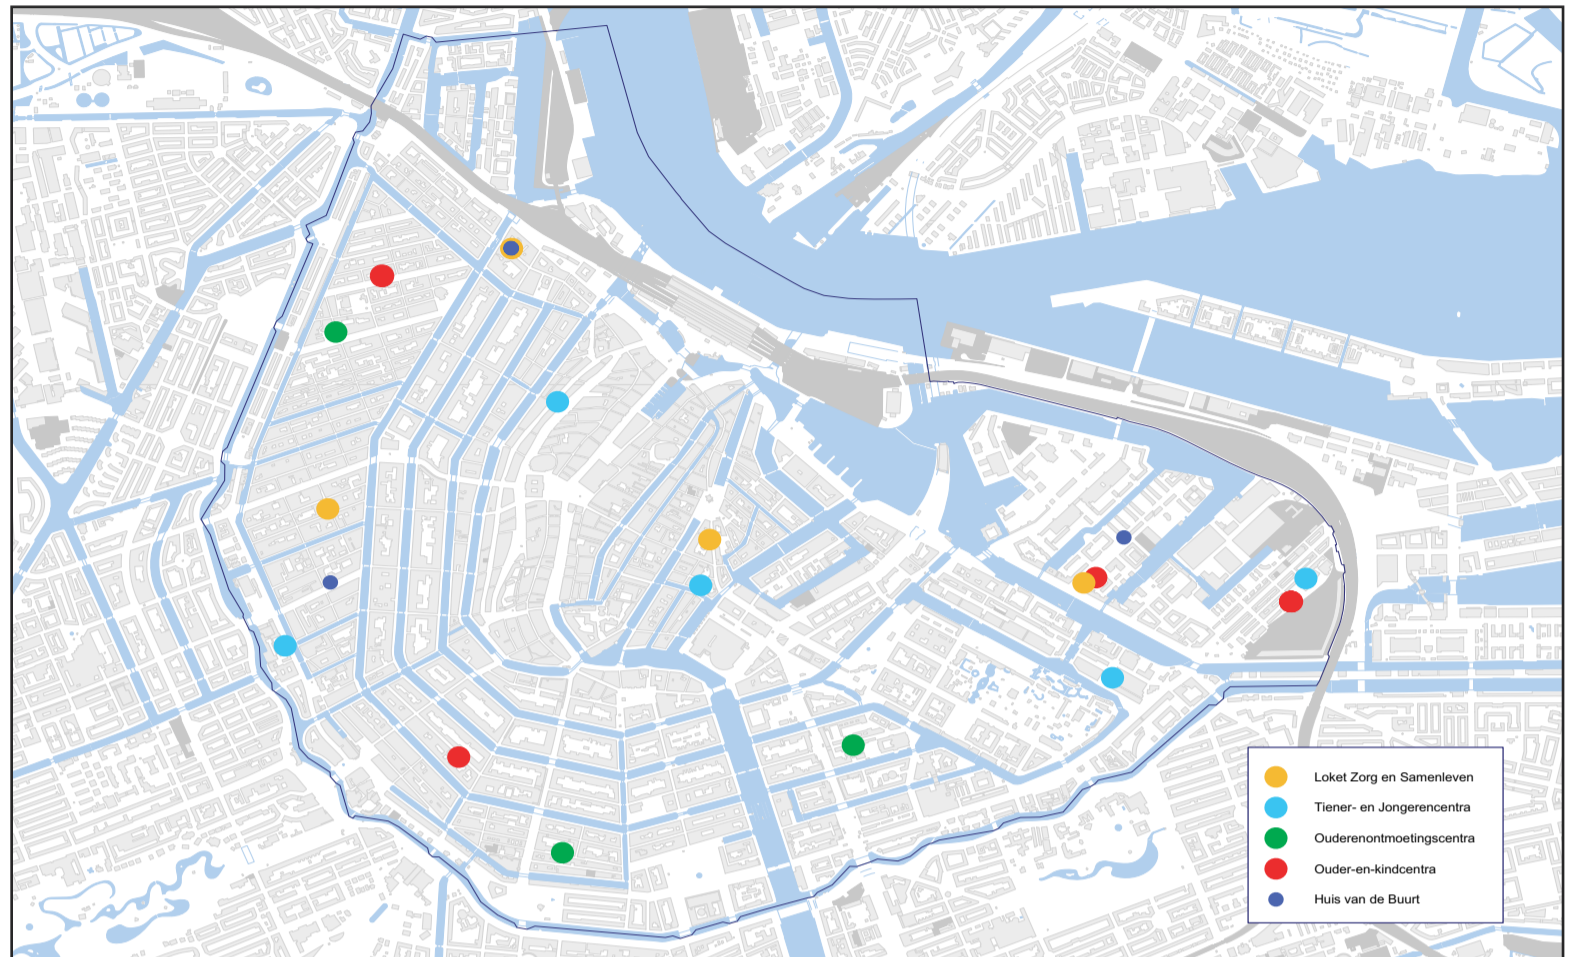 Loket Zorg en Samenleven
Tiener- en Jongerencentra
Ouderenontmoetingscentra
Ouder-en-kindcentra
Huis van de Buurt